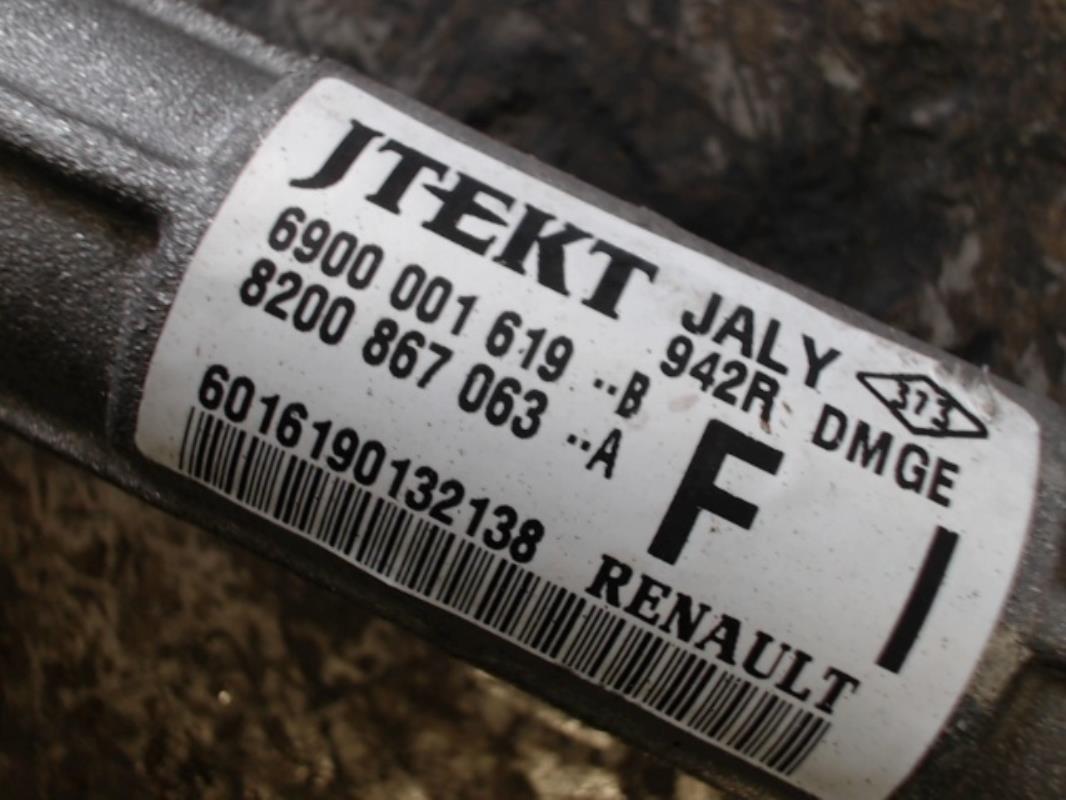 JTEKT JALY
6900 001 619 ..B 942R DMGE 373
8200 867 063 ..A F I
6016190132138 RENAULT